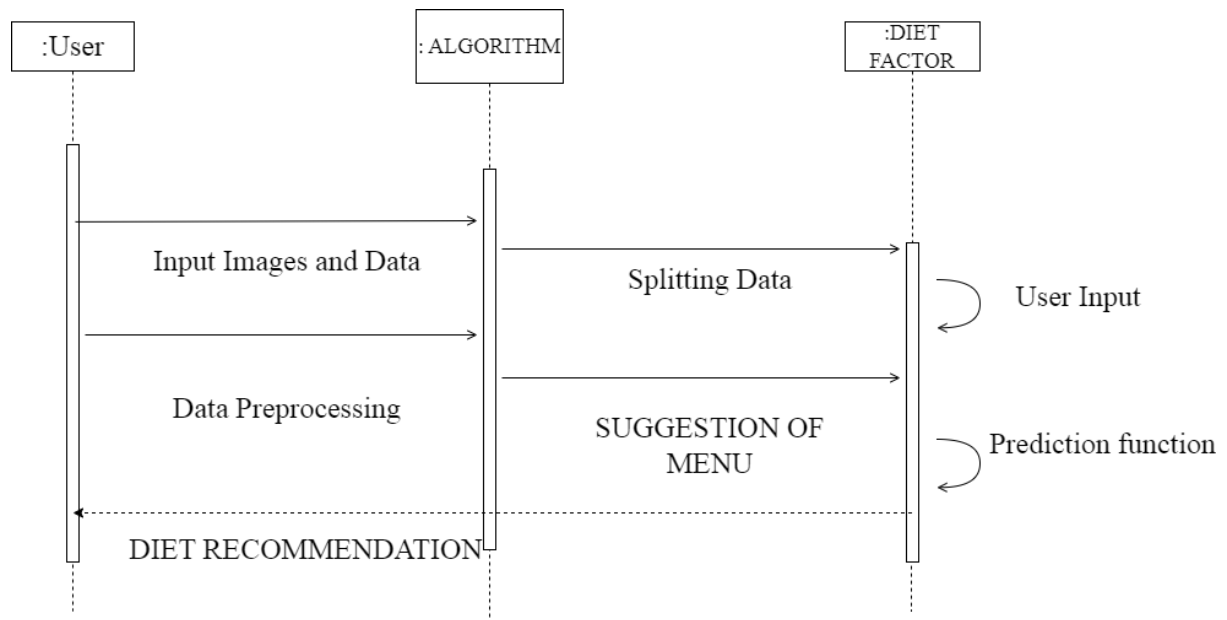 :User
: ALGORITHM
:DIET
FACTOR
Input Images and Data
Splitting Data
User Input
Data Preprocessing
SUGGESTION OF
MENU
Prediction function
DIET RECOMMENDATION